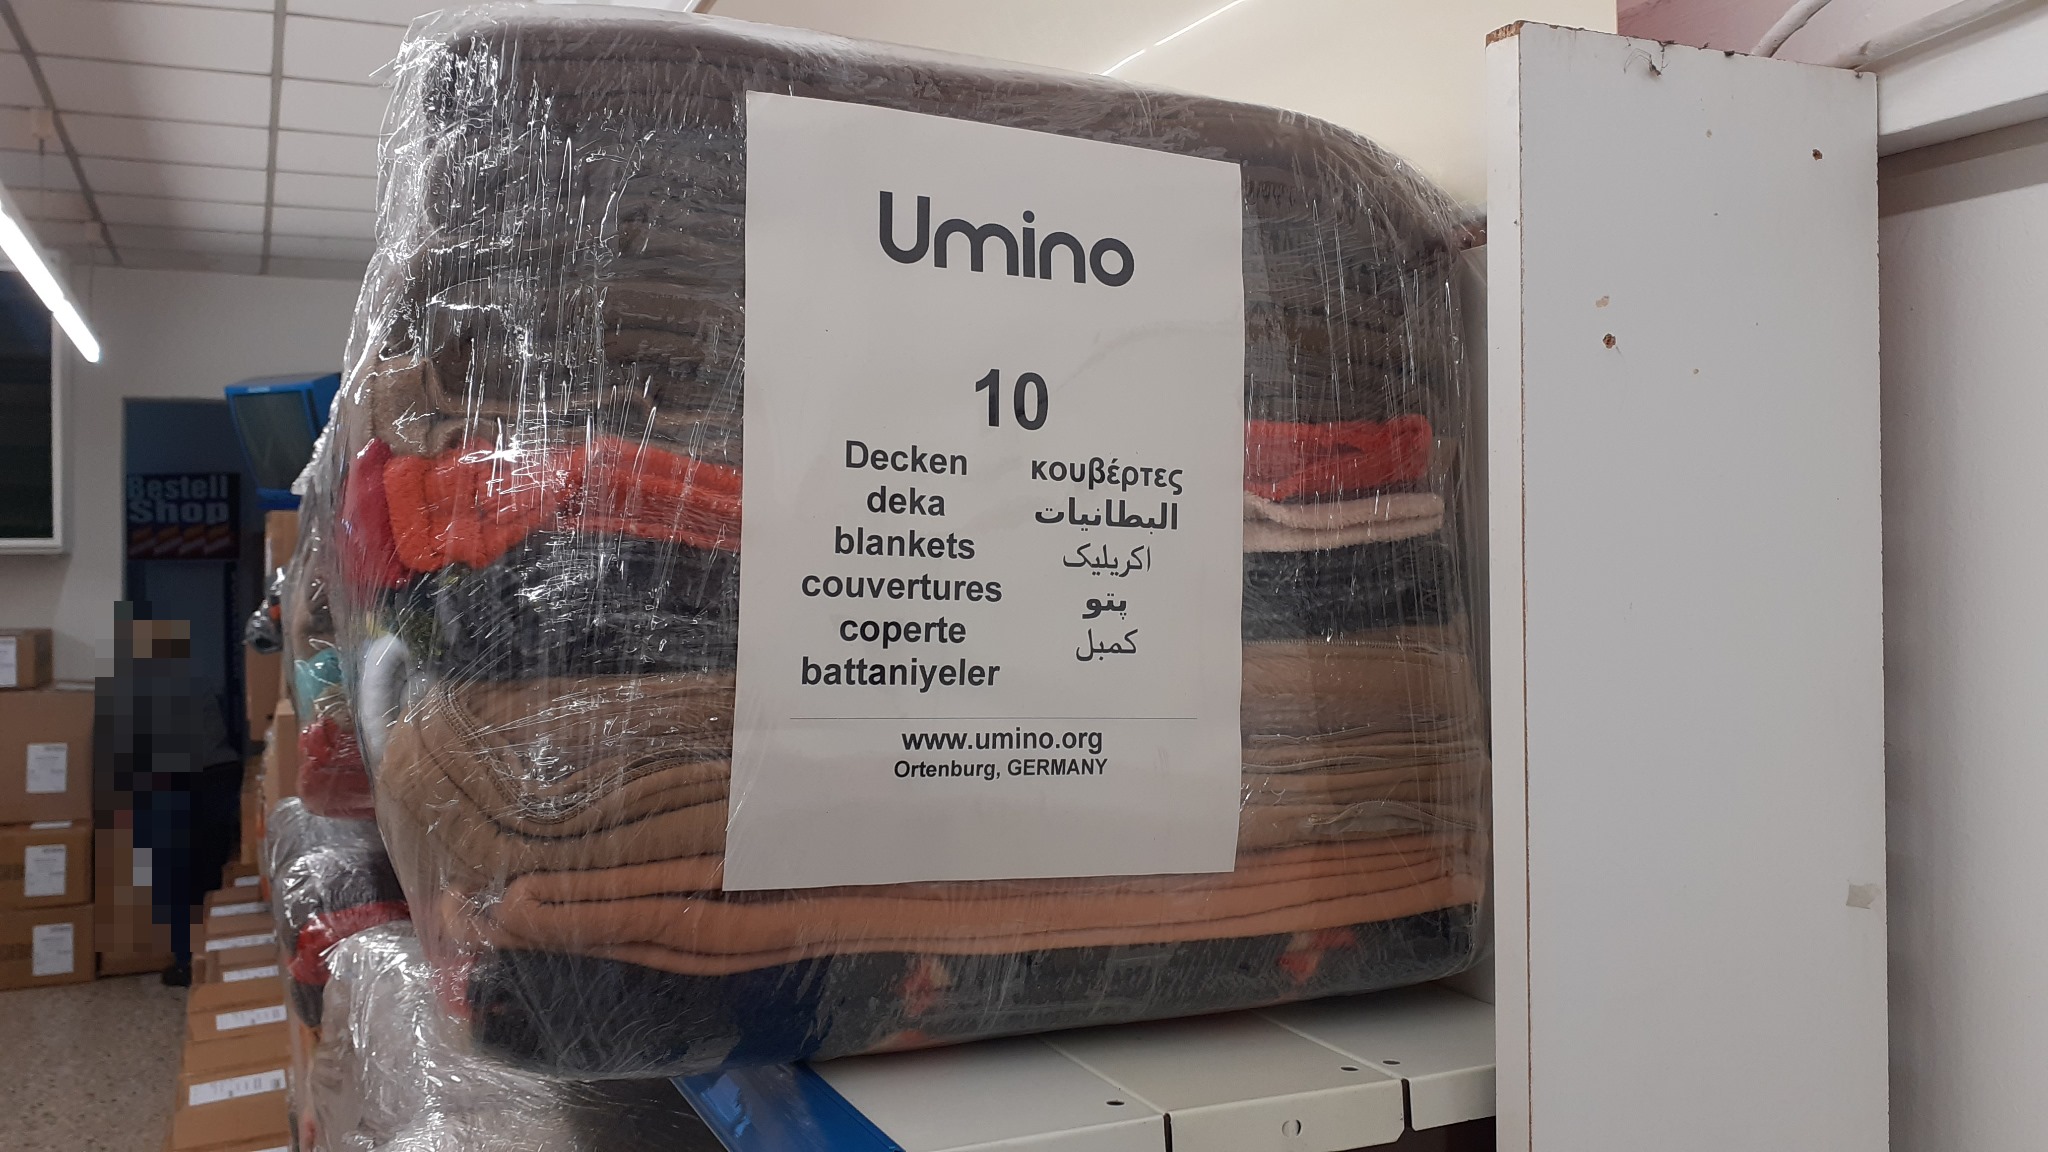 Umino
10
Decken
deka
blankets
couvertures
coperte
battaniyeler
κουβέρτες
البطانيات
اکریلیک
پتو
کمبل
www.umino.org
Ortenburg, GERMANY
Bestell
Shop